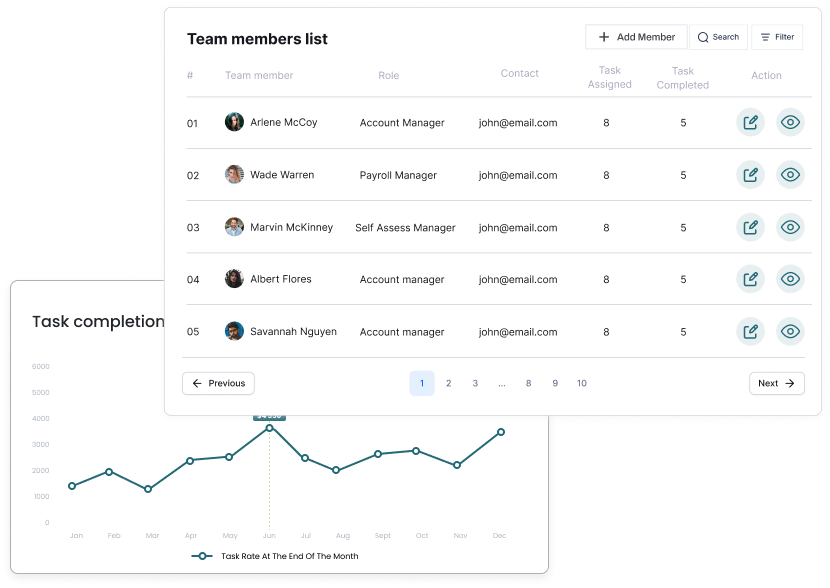 Team members list
Add Member
Search
Filter
# Team member Role Contact Task Assigned Task Completed Action
01 Arlene McCoy Account Manager john@email.com 8 5
02 Wade Warren Payroll Manager john@email.com 8 5
03 Marvin McKinney Self Assess Manager john@email.com 8 5
04 Albert Flores Account manager john@email.com 8 5
05 Savannah Nguyen Account manager john@email.com 8 5
Previous 1 2 3 ... 8 9 10 Next
Task completion
6000
5000
4000
3000
2000
1000
0
Jan Feb Mar Apr May Jun Jul Aug Sept Oct Nov Dec
Task Rate At The End Of The Month